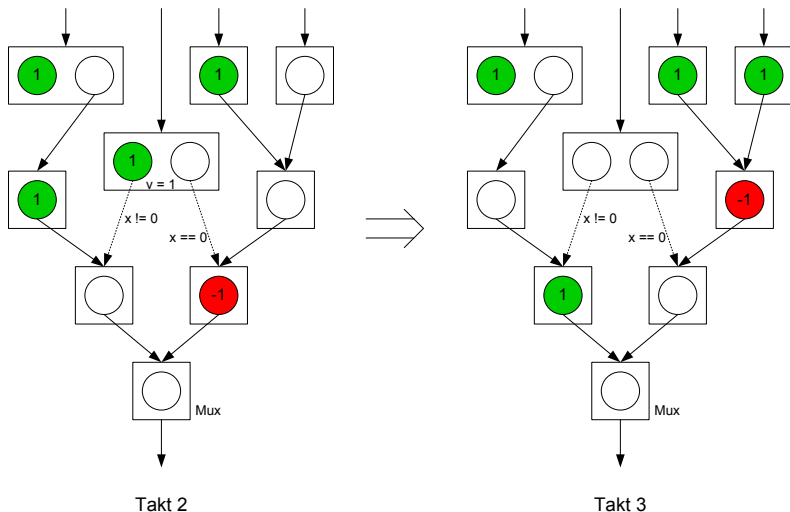 1
1
1
1
1
1
v = 1
1
-1
x != 0
x != 0
x == 0
x == 0
-1
1
Mux
Mux
Takt 2
Takt 3